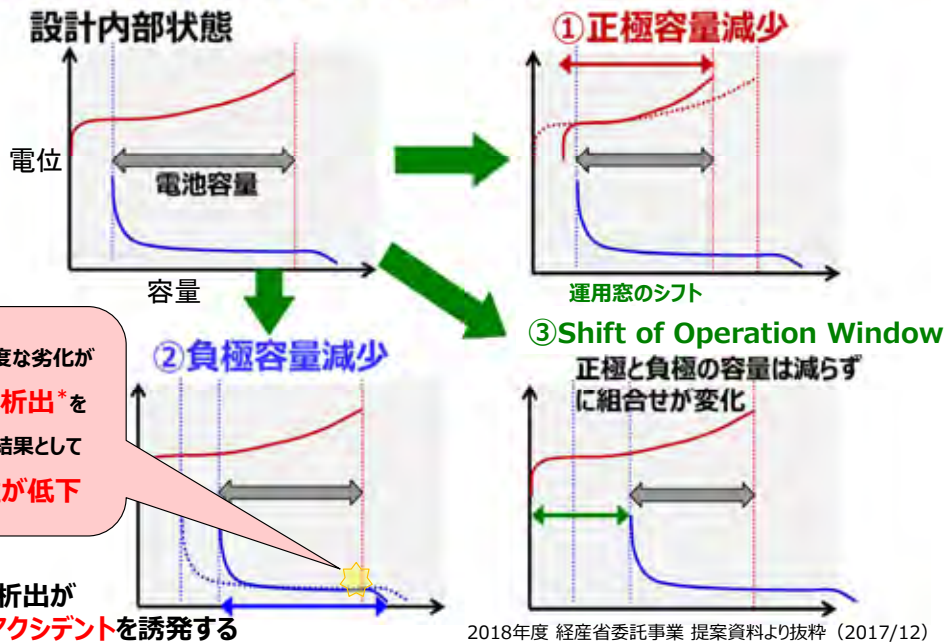 設計内部状態
①正極容量減少
電位
電池容量
容量
運用窓のシフト
③Shift of Operation Window
正極と負極の容量は減らず
に組合せが変化
②負極容量減少
度な劣化が
析出*を
結果として
が低下
析出が
アクシデントを誘発する
2018年度 経産省委託事業 提案資料より抜粋（2017/12）